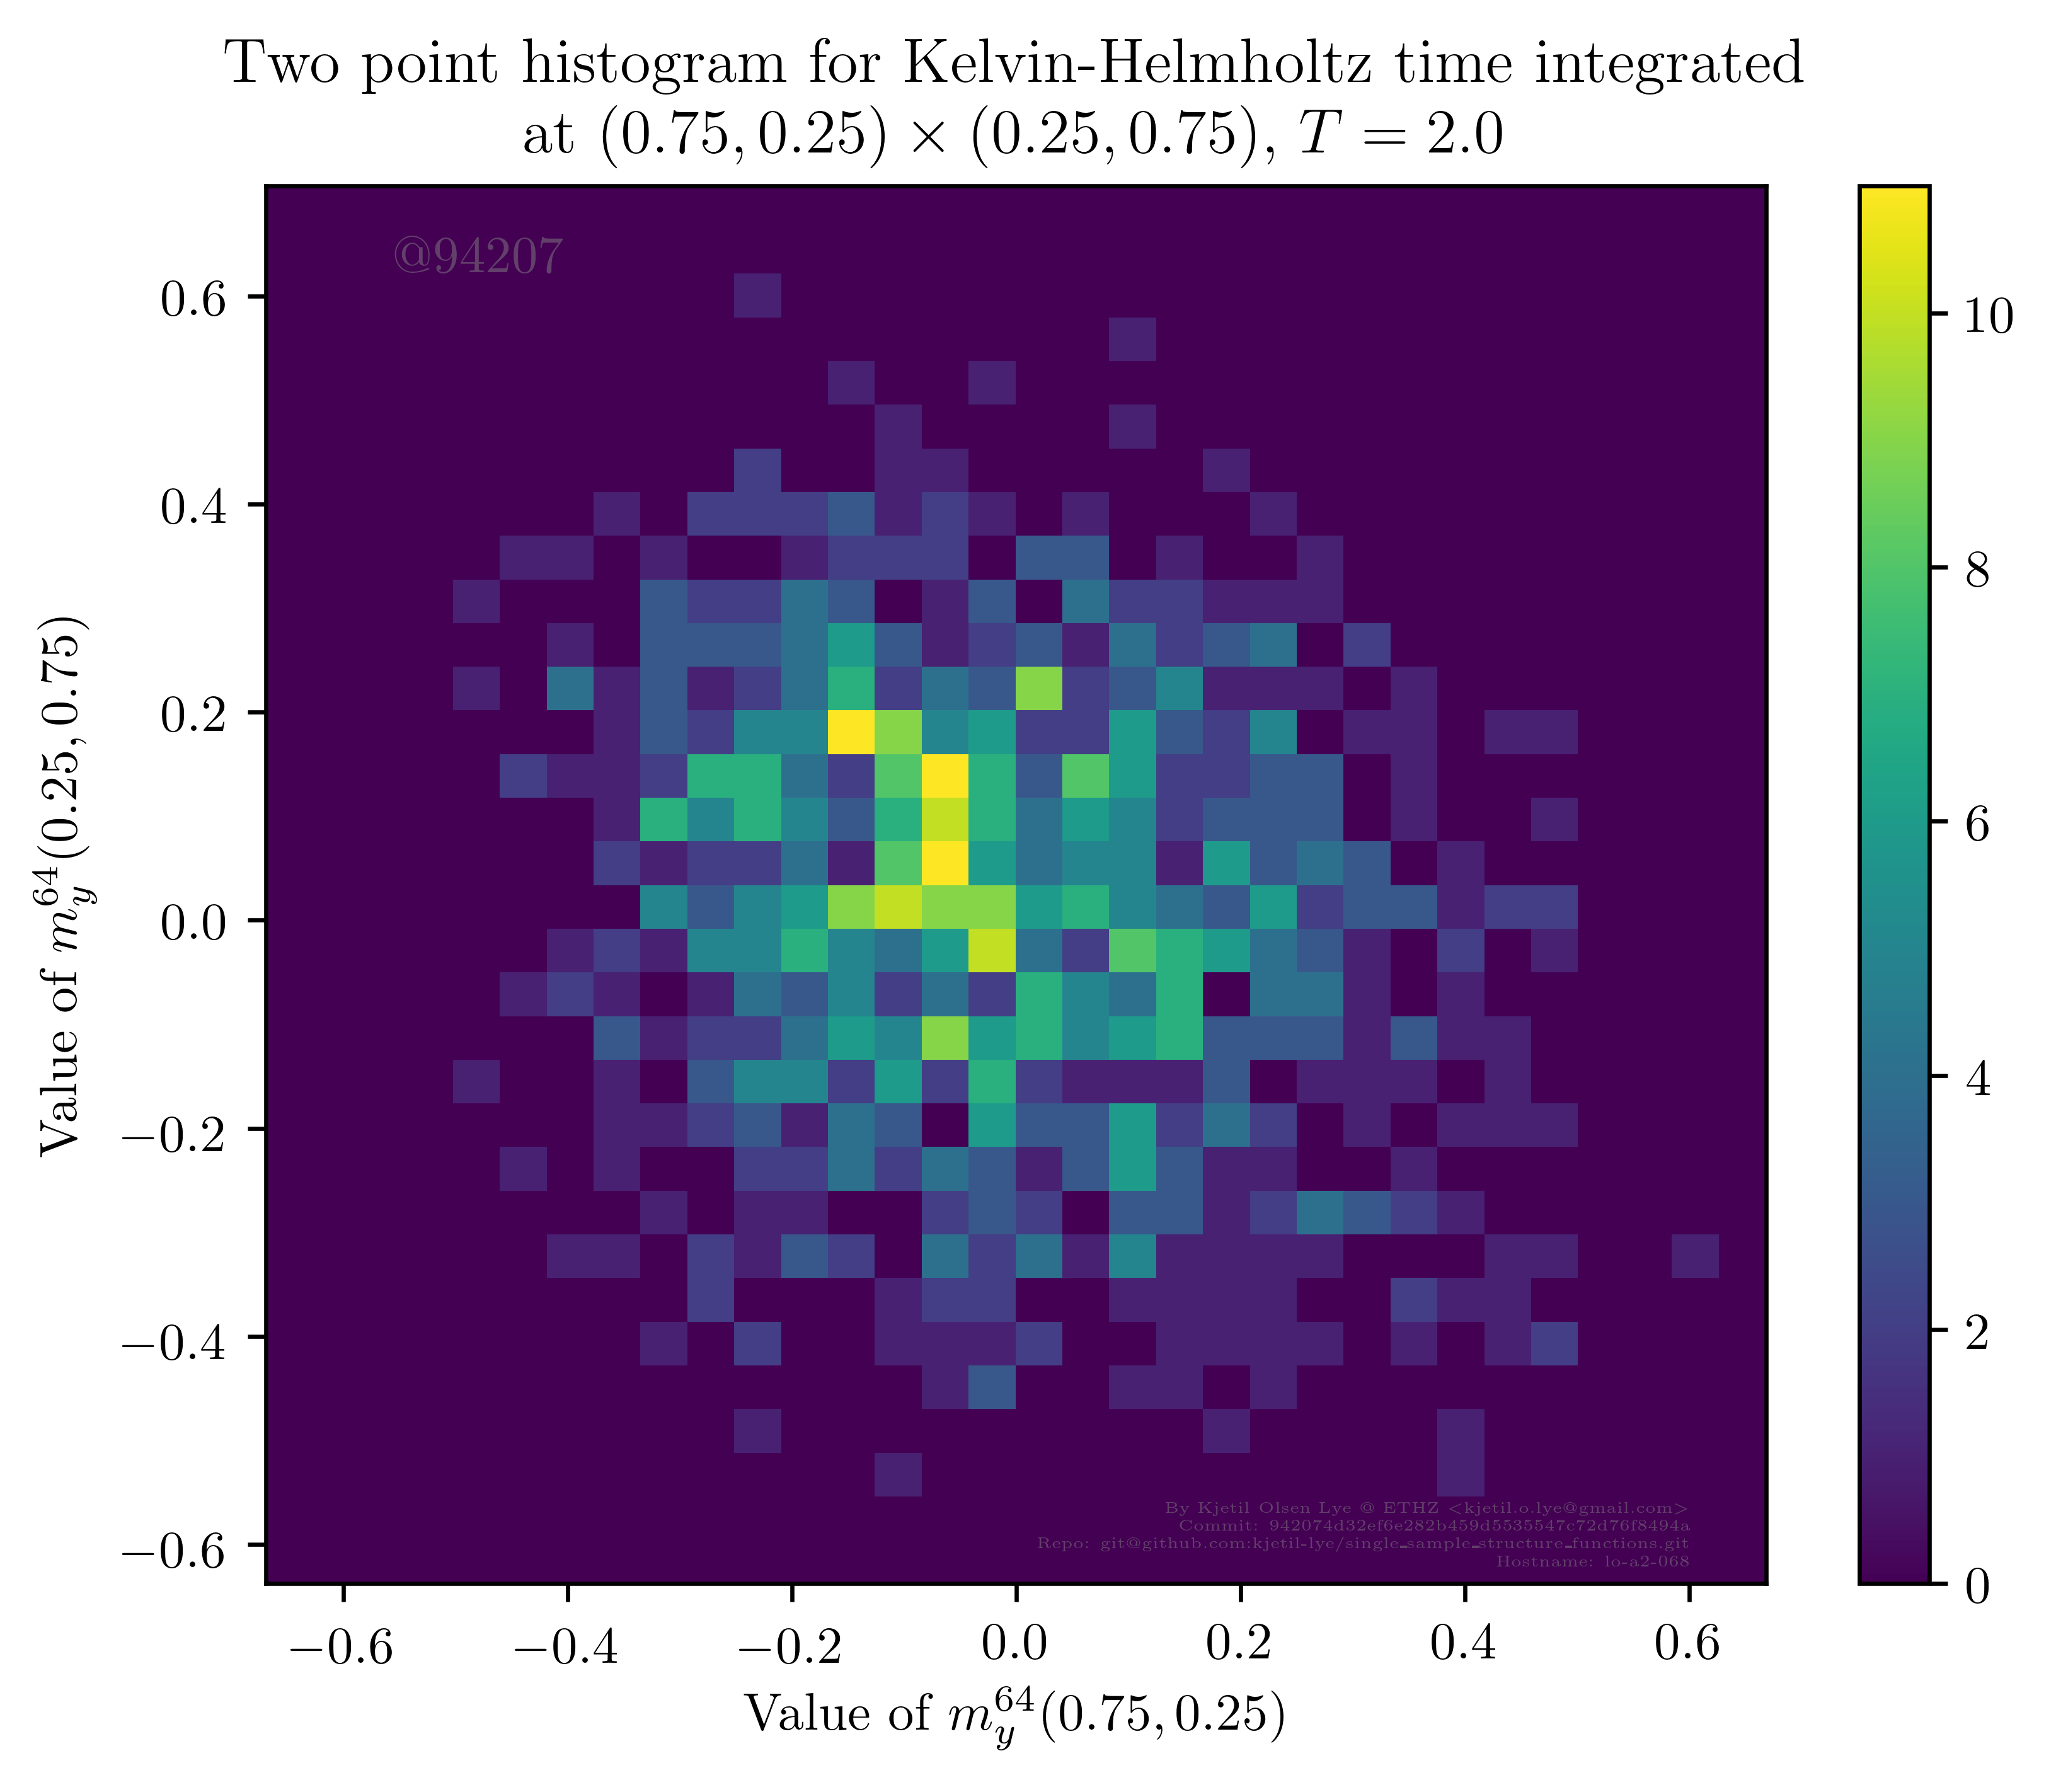 Two point histogram for Kelvin-Helmholtz time integrated
at (0.75, 0.25) × (0.25, 0.75), T = 2.0
@94207
0.6
0.4
0.2
0.0
−0.2
−0.4
−0.6
Value of m_y^64(0.25, 0.75)
By Kjetil Olsen Lye @ ETHZ <kjetil.o.lye@gmail.com>
Commit: 942074d32ef6e282b459d5535547c72d76f8494a
Repo: git@github.com:kjetil-lye/single_sample_structure_functions.git
Hostname: lo-a2-068
−0.6 −0.4 −0.2 0.0 0.2 0.4 0.6
Value of m_y^64(0.75, 0.25)
10
8
6
4
2
0